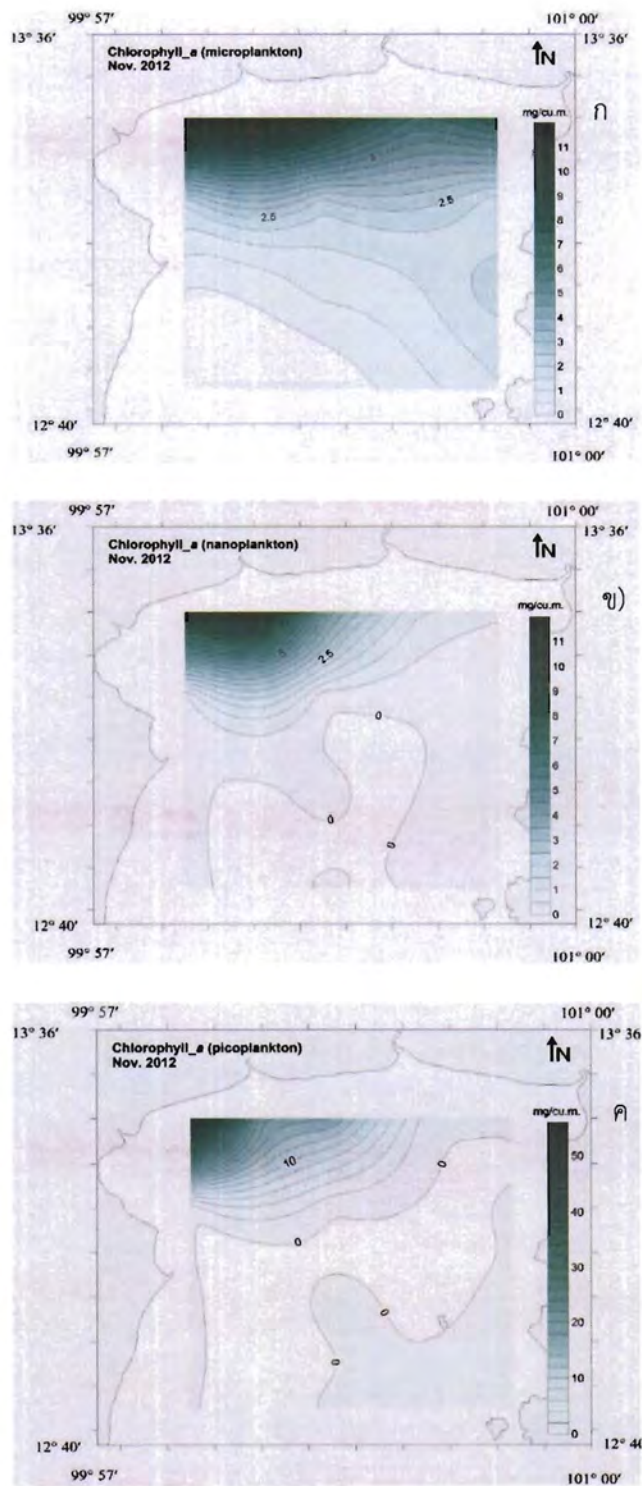 99° 57′ 101° 00′
13° 36′ 13° 36′
Chlorophyll_a (microplankton)
Nov. 2012
N
ก
mg/cu.m.
11
10
9
8
7
6
5
4
3
2
1
0
5
2.5 2.5
12° 40′ 12° 40′
99° 57′ 101° 00′
13° 36′ 13° 36′
Chlorophyll_a (nanoplankton)
Nov. 2012
N
ข)
mg/cu.m.
11
10
9
8
7
6
5
4
3
2
1
0
5 2.5
0
0
0
12° 40′ 12° 40′
99° 57′ 101° 00′
99° 57′ 101° 00′
13° 36′ 13° 36′
Chlorophyll_a (picoplankton)
Nov. 2012
N
ค
mg/cu.m.
50
40
30
20
10
0
10 0
0
0
0
12° 40′ 12° 40′
99° 57′ 101° 00′